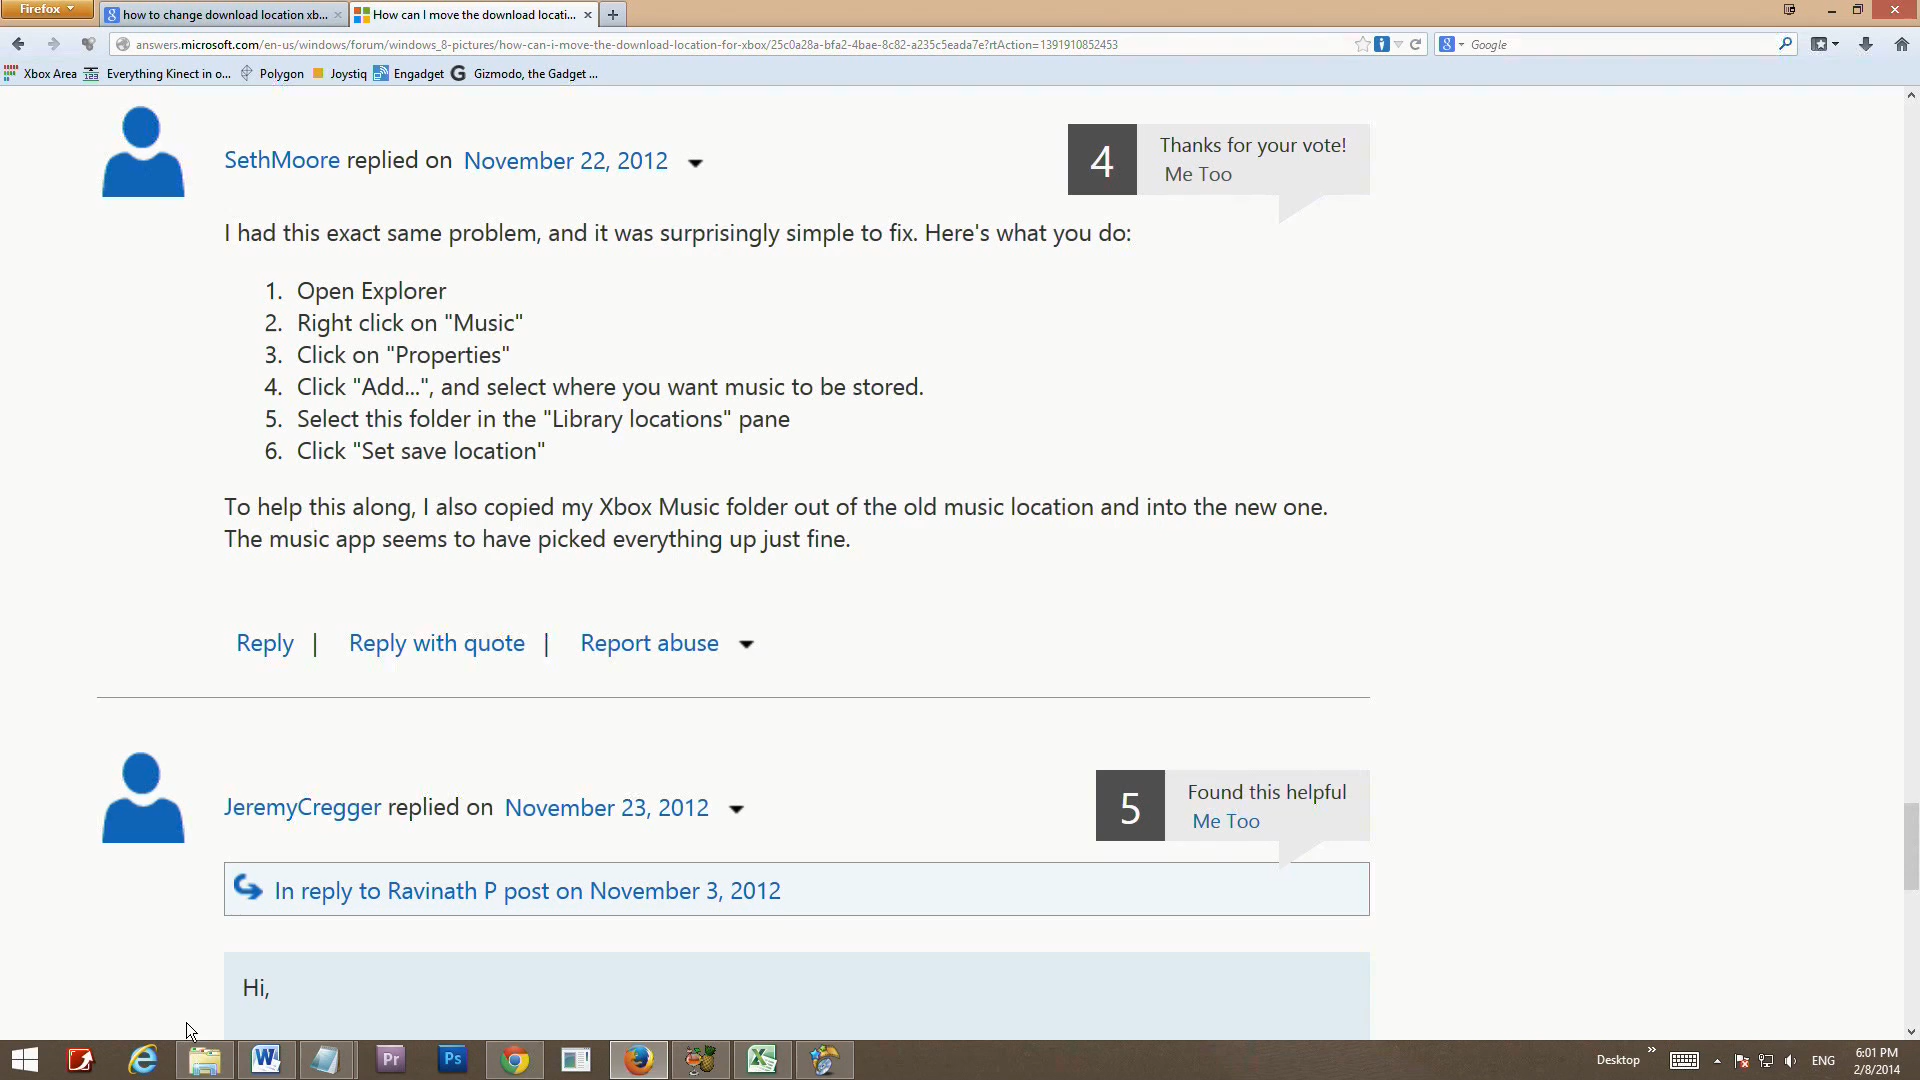 Firefox
how to change download location xb...
How can I move the download locati...
answers.microsoft.com/en-us/windows/forum/windows_8-pictures/how-can-i-move-the-download-location-for-xbox/25c0a28a-bfa2-4bae-8c82-a235c5eada7e?rtAction=1391910852453
Google
Xbox Area
Everything Kinect in o...
Polygon
Joystiq
Engadget
Gizmodo, the Gadget ...
SethMoore replied on November 22, 2012
4
Thanks for your vote!
Me Too
I had this exact same problem, and it was surprisingly simple to fix. Here's what you do:
1. Open Explorer
2. Right click on "Music"
3. Click on "Properties"
4. Click "Add...", and select where you want music to be stored.
5. Select this folder in the "Library locations" pane
6. Click "Set save location"
To help this along, I also copied my Xbox Music folder out of the old music location and into the new one.
The music app seems to have picked everything up just fine.
Reply | Reply with quote | Report abuse
JeremyCregger replied on November 23, 2012
5
Found this helpful
Me Too
In reply to Ravinath P post on November 3, 2012
Hi,
Pr
Ps
Desktop
ENG
6:01 PM
2/8/2014